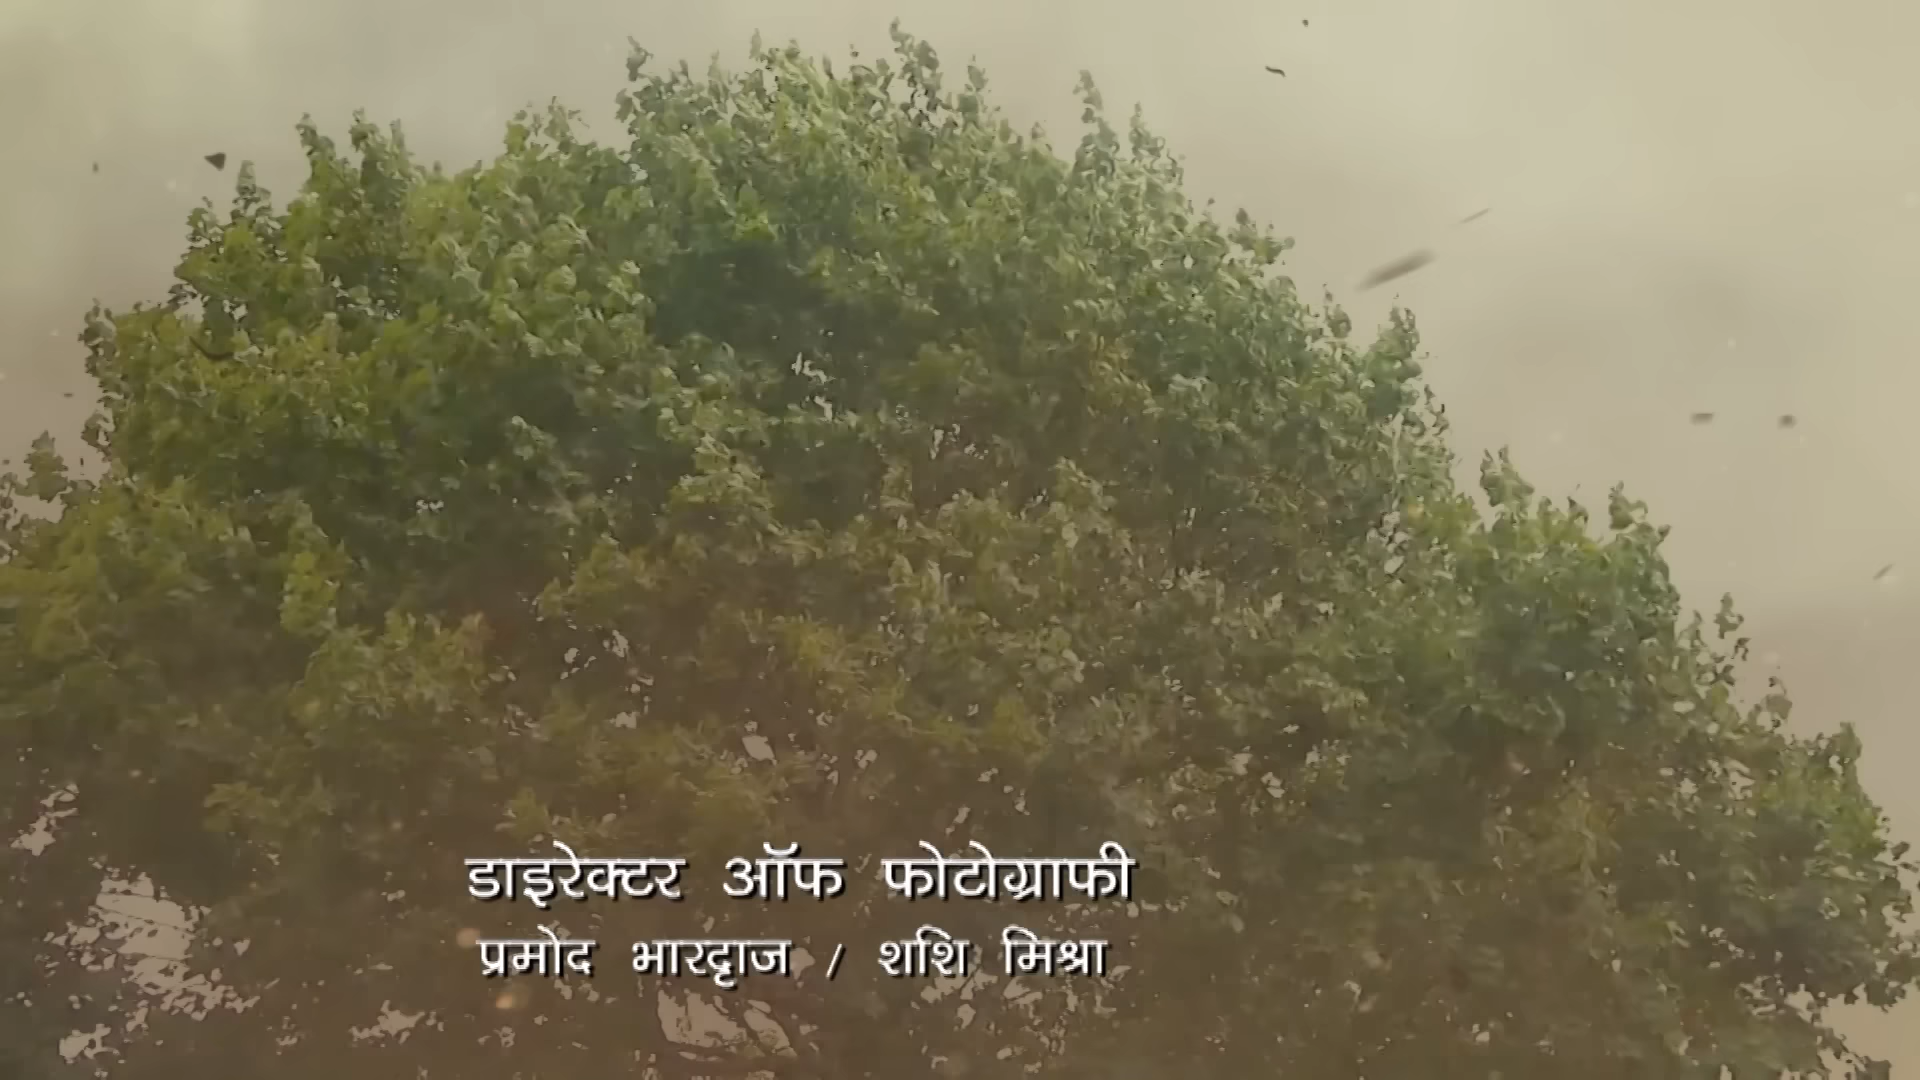 डाइरेक्टर ऑफ फोटोग्राफी
प्रमोद भारद्वाज / शशि मिश्रा